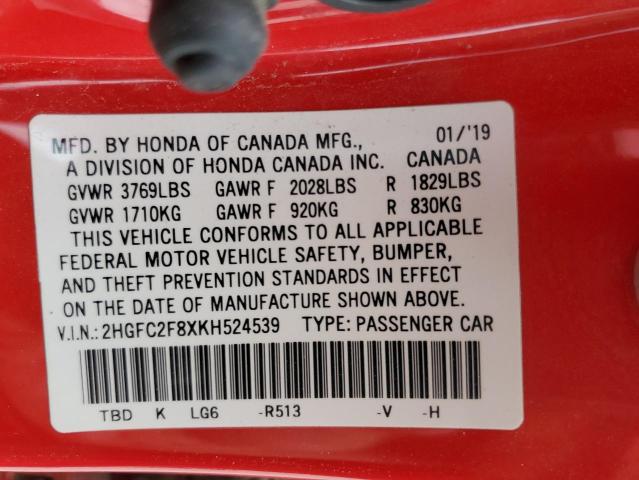 MFD. BY HONDA OF CANADA MFG., 01/'19
A DIVISION OF HONDA CANADA INC. CANADA
GVWR 3769LBS GAWR F 2028LBS R 1829LBS
GVWR 1710KG GAWR F 920KG R 830KG
THIS VEHICLE CONFORMS TO ALL APPLICABLE
FEDERAL MOTOR VEHICLE SAFETY, BUMPER,
AND THEFT PREVENTION STANDARDS IN EFFECT
ON THE DATE OF MANUFACTURE SHOWN ABOVE.
V.I.N.: 2HGFC2F8XKH524539 TYPE: PASSENGER CAR
TBD K LG6 -R513 -V -H